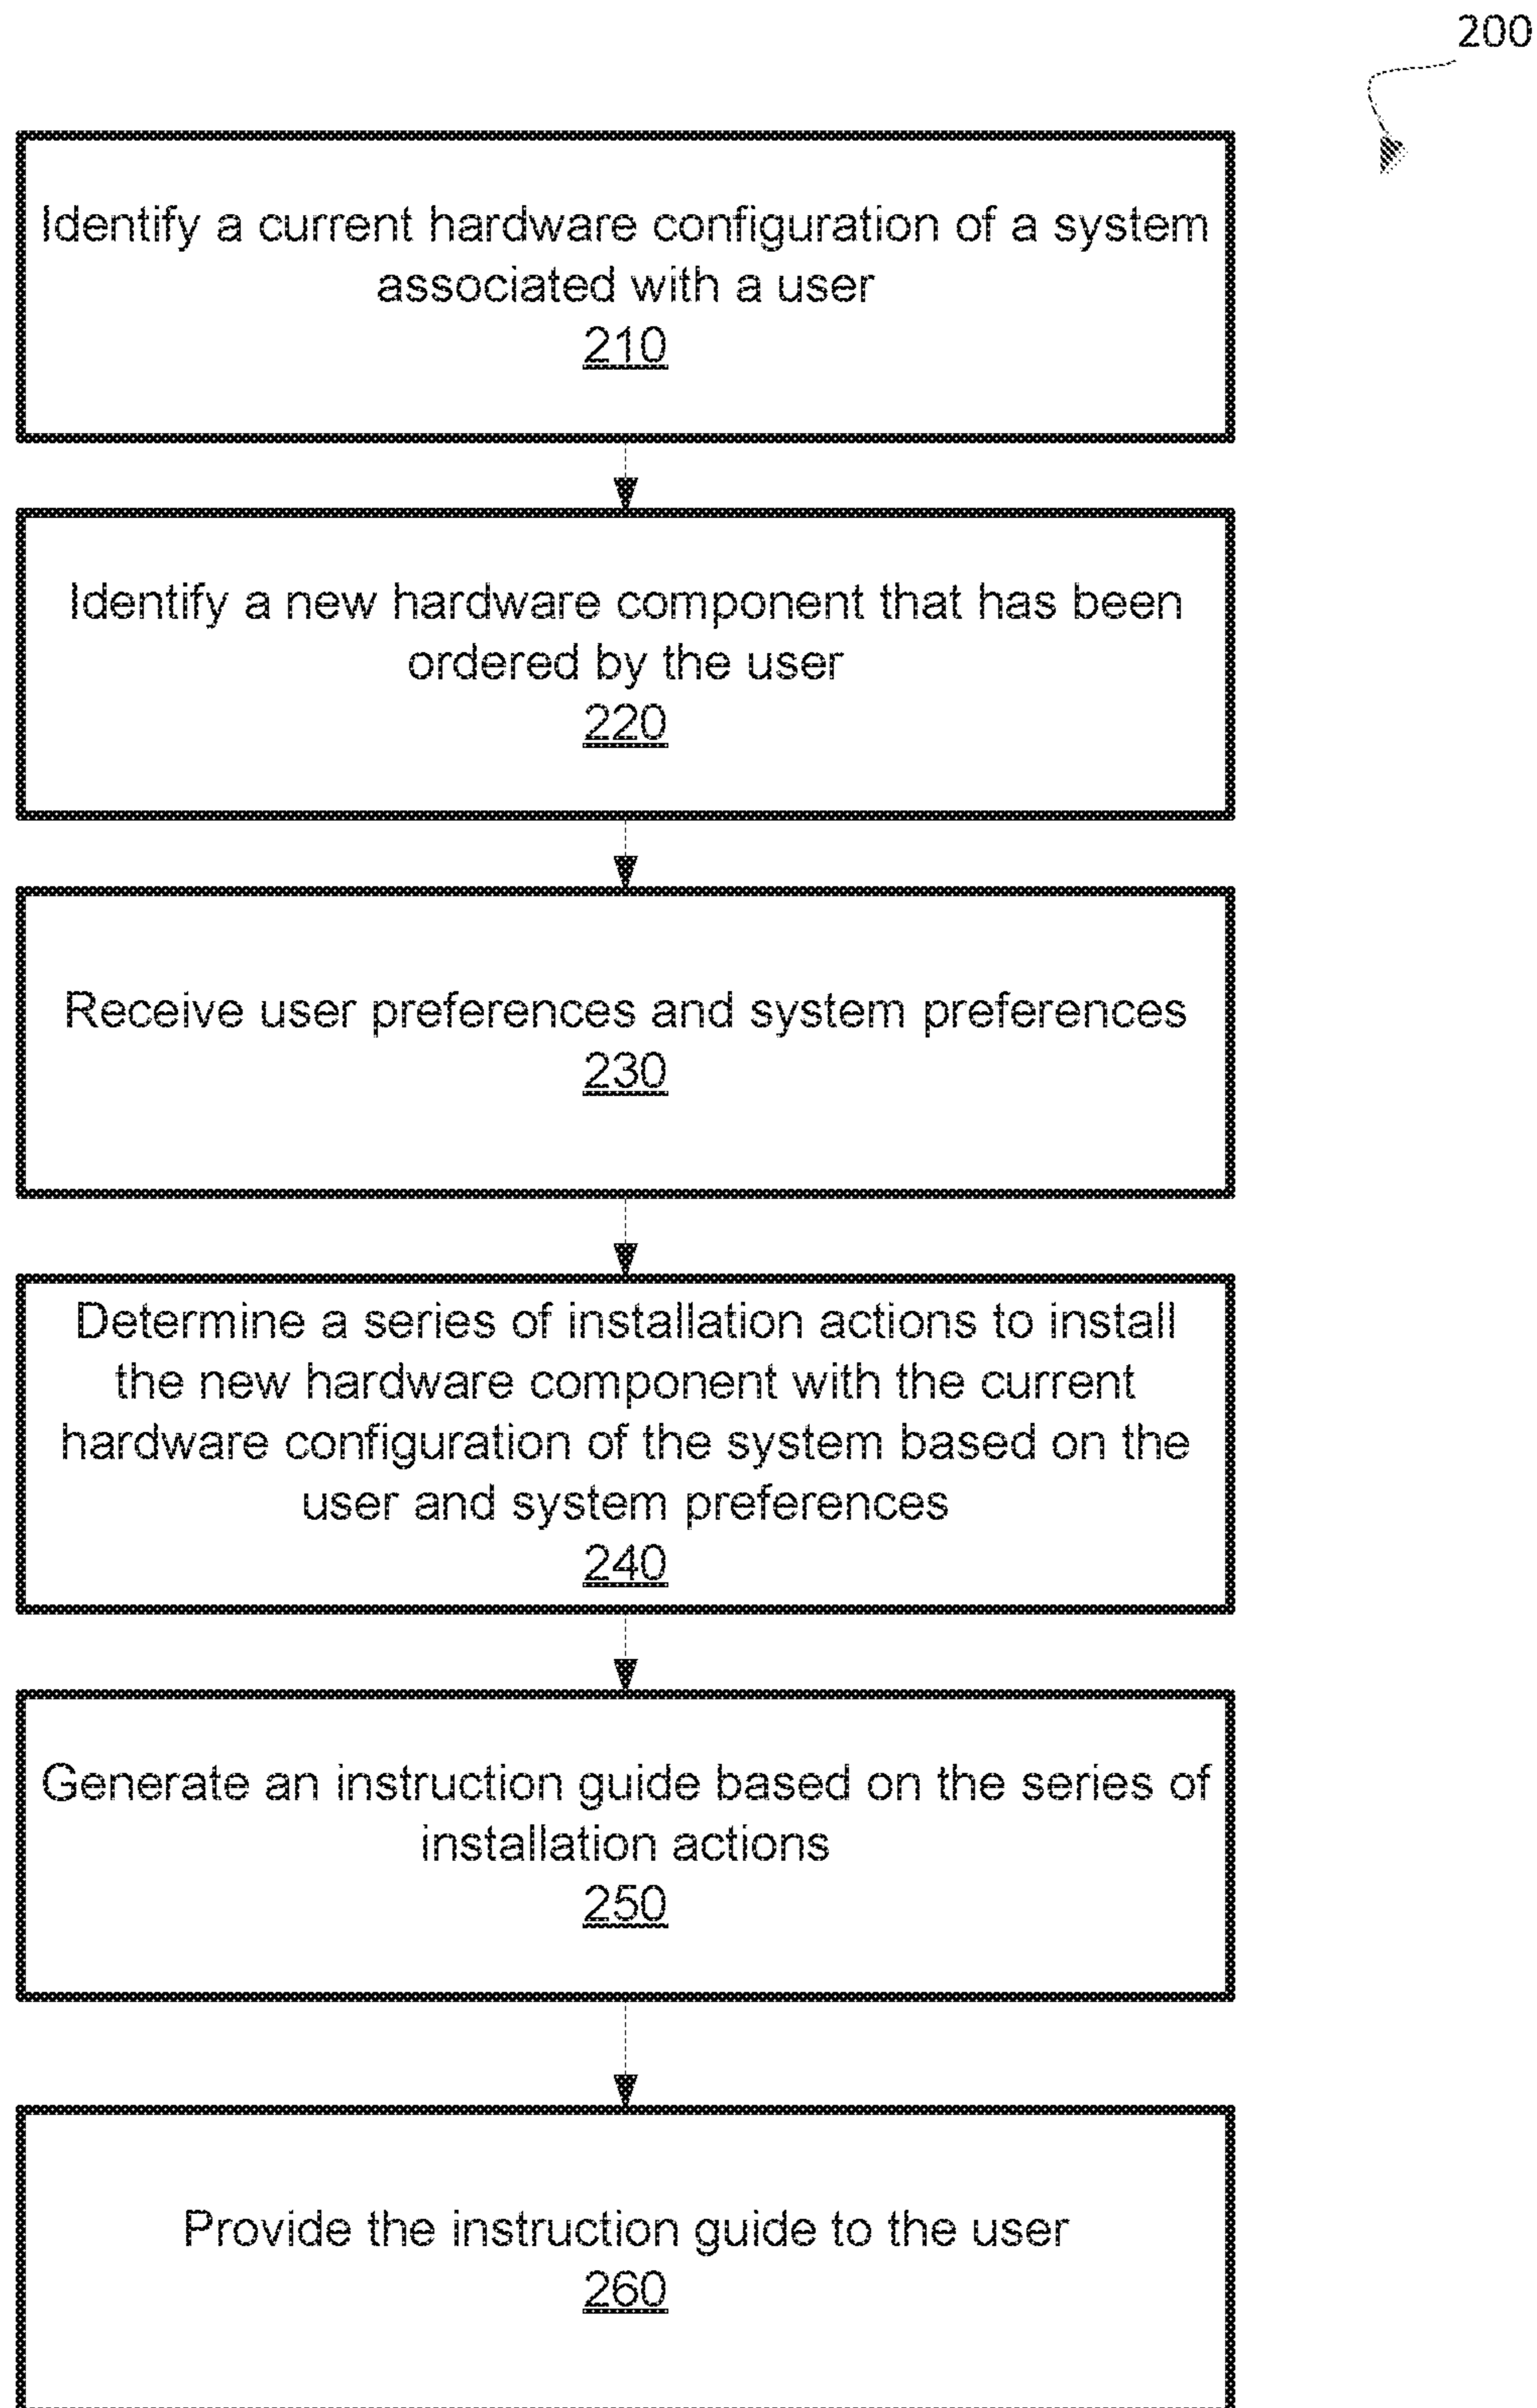 200
Identify a current hardware configuration of a system
associated with a user
210
Identify a new hardware component that has been
ordered by the user
220
Receive user preferences and system preferences
230
Determine a series of installation actions to install
the new hardware component with the current
hardware configuration of the system based on the
user and system preferences
240
Generate an instruction guide based on the series of
installation actions
250
Provide the instruction guide to the user
260